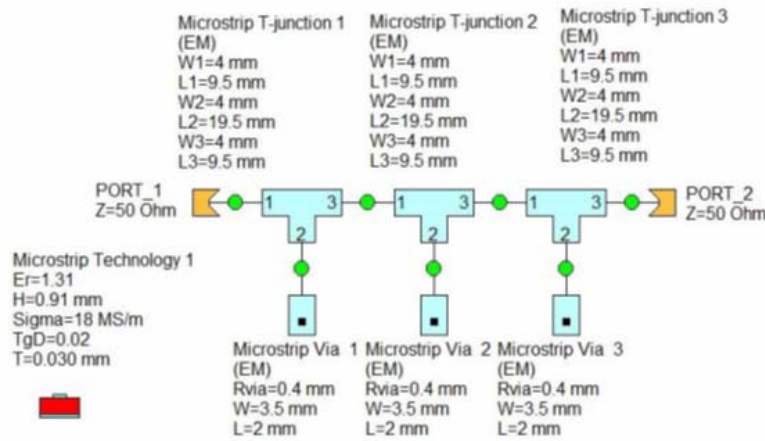 Microstrip T-junction 1
(EM)
W1=4 mm
L1=9.5 mm
W2=4 mm
L2=19.5 mm
W3=4 mm
L3=9.5 mm
Microstrip T-junction 2
(EM)
W1=4 mm
L1=9.5 mm
W2=4 mm
L2=19.5 mm
W3=4 mm
L3=9.5 mm
Microstrip T-junction 3
(EM)
W1=4 mm
L1=9.5 mm
W2=4 mm
L2=19.5 mm
W3=4 mm
L3=9.5 mm
PORT_1
Z=50 Ohm
1 3
2
1 3
2
1 3
2
PORT_2
Z=50 Ohm
Microstrip Technology 1
Er=1.31
H=0.91 mm
Sigma=18 MS/m
TgD=0.02
T=0.030 mm
Microstrip Via 1
(EM)
Rvia=0.4 mm
W=3.5 mm
L=2 mm
Microstrip Via 2
(EM)
Rvia=0.4 mm
W=3.5 mm
L=2 mm
Microstrip Via 3
(EM)
Rvia=0.4 mm
W=3.5 mm
L=2 mm